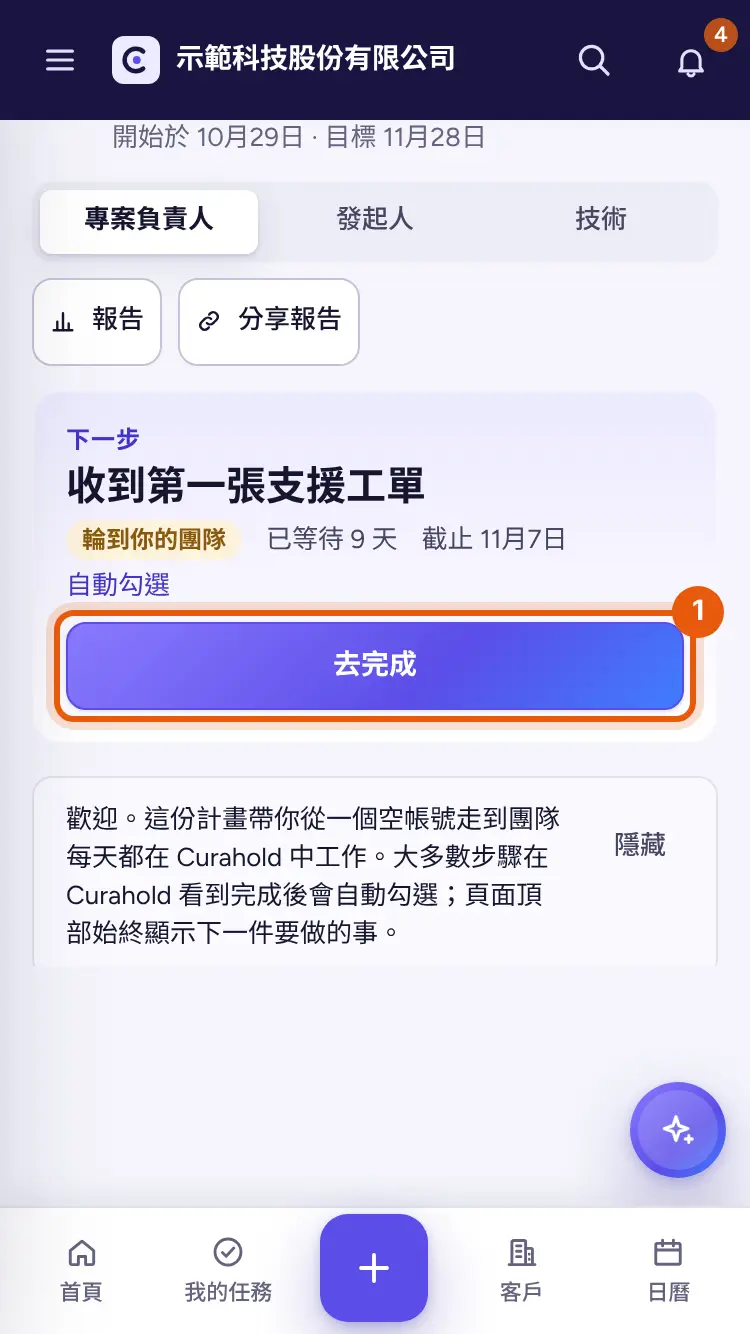 示範科技股份有限公司
4
開始於 10月29日 · 目標 11月28日
專案負責人
發起人
技術
報告
分享報告
下一步
收到第一張支援工單
輪到你的團隊
已等待 9 天
截止 11月7日
自動勾選
1
去完成
歡迎。這份計畫帶你從一個空帳號走到團隊
每天都在 Curahold 中工作。大多數步驟在
Curahold 看到完成後會自動勾選；頁面頂
部始終顯示下一件要做的事。
隱藏
首頁
我的任務
客戶
日曆